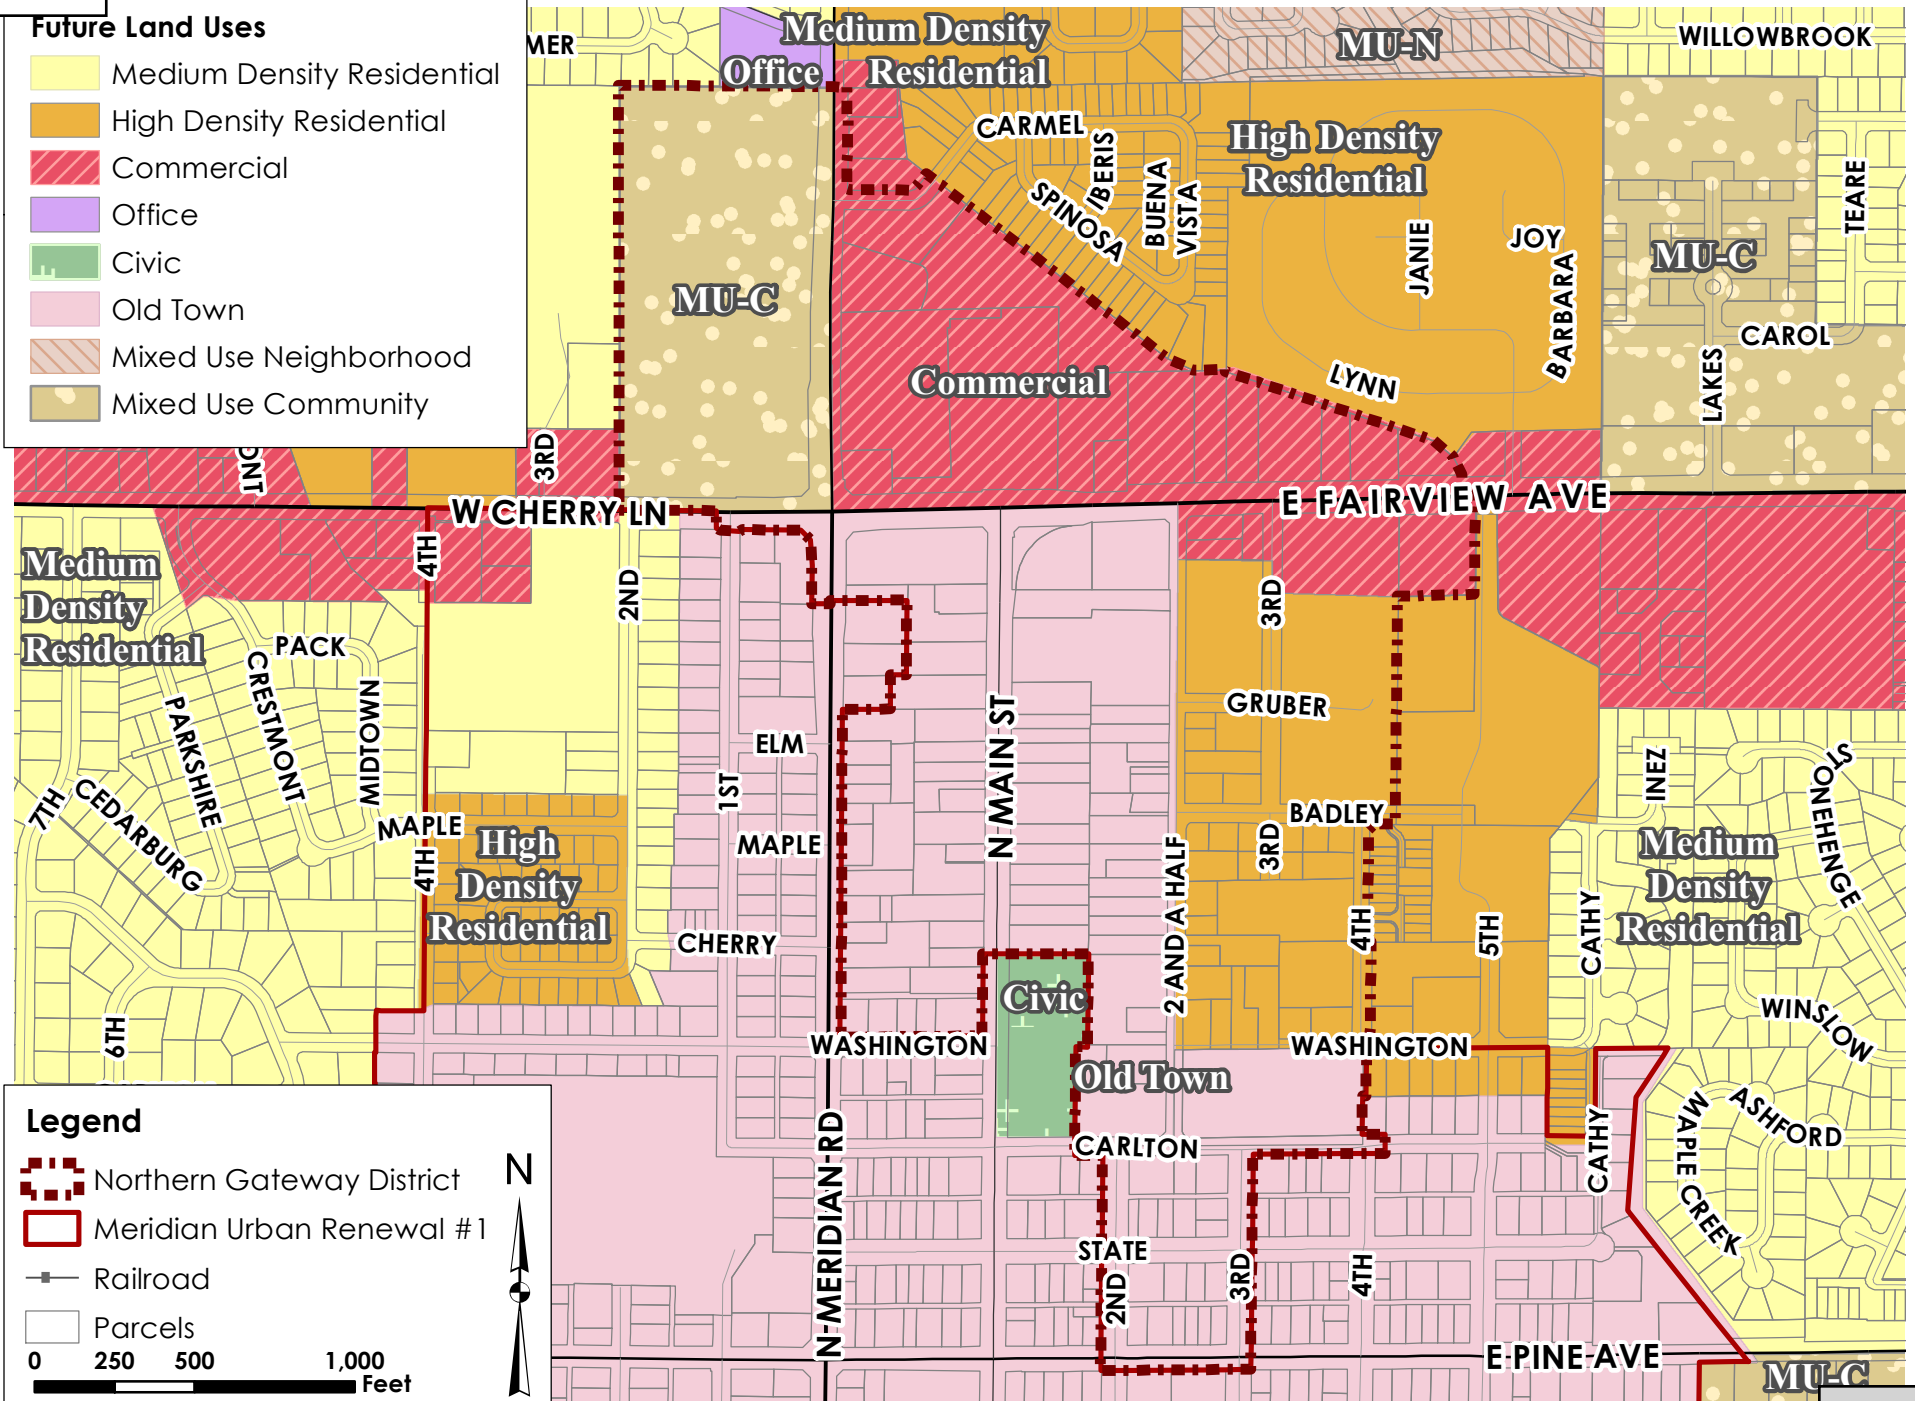 Future Land Uses
Medium Density Residential
High Density Residential
Commercial
Office
Civic
Old Town
Mixed Use Neighborhood
Mixed Use Community
MER
Medium Density
Residential
Office
MU-N
WILLOWBROOK
CARMEL
IBERIS
SPINOSA
BUENA
VISTA
High Density
Residential
JANIE
JOY
BARBARA
LYNN
MU-C
TEARE
CAROL
LAKES
MU-C
Commercial
ONT
3RD
W CHERRY LN
E FAIRVIEW AVE
Medium
Density
Residential
4TH
2ND
3RD
PACK
CRESTMONT
MIDTOWN
PARKSHIRE
7TH
CEDARBURG
MAPLE
4TH
High
Density
Residential
ELM
1ST
MAPLE
CHERRY
N MAIN ST
GRUBER
BADLEY
3RD
2 AND A HALF
4TH
5TH
INEZ
STONEHENGE
Medium
Density
Residential
CATHY
WINSLOW
6TH
Civic
WASHINGTON
WASHINGTON
Old Town
CARLTON
CATHY
ASHFORD
MAPLE CREEK
N MERIDIAN RD
STATE
2ND
3RD
4TH
E PINE AVE
MU-C
Legend
Northern Gateway District
Meridian Urban Renewal #1
Railroad
Parcels
N
0 250 500 1,000
Feet